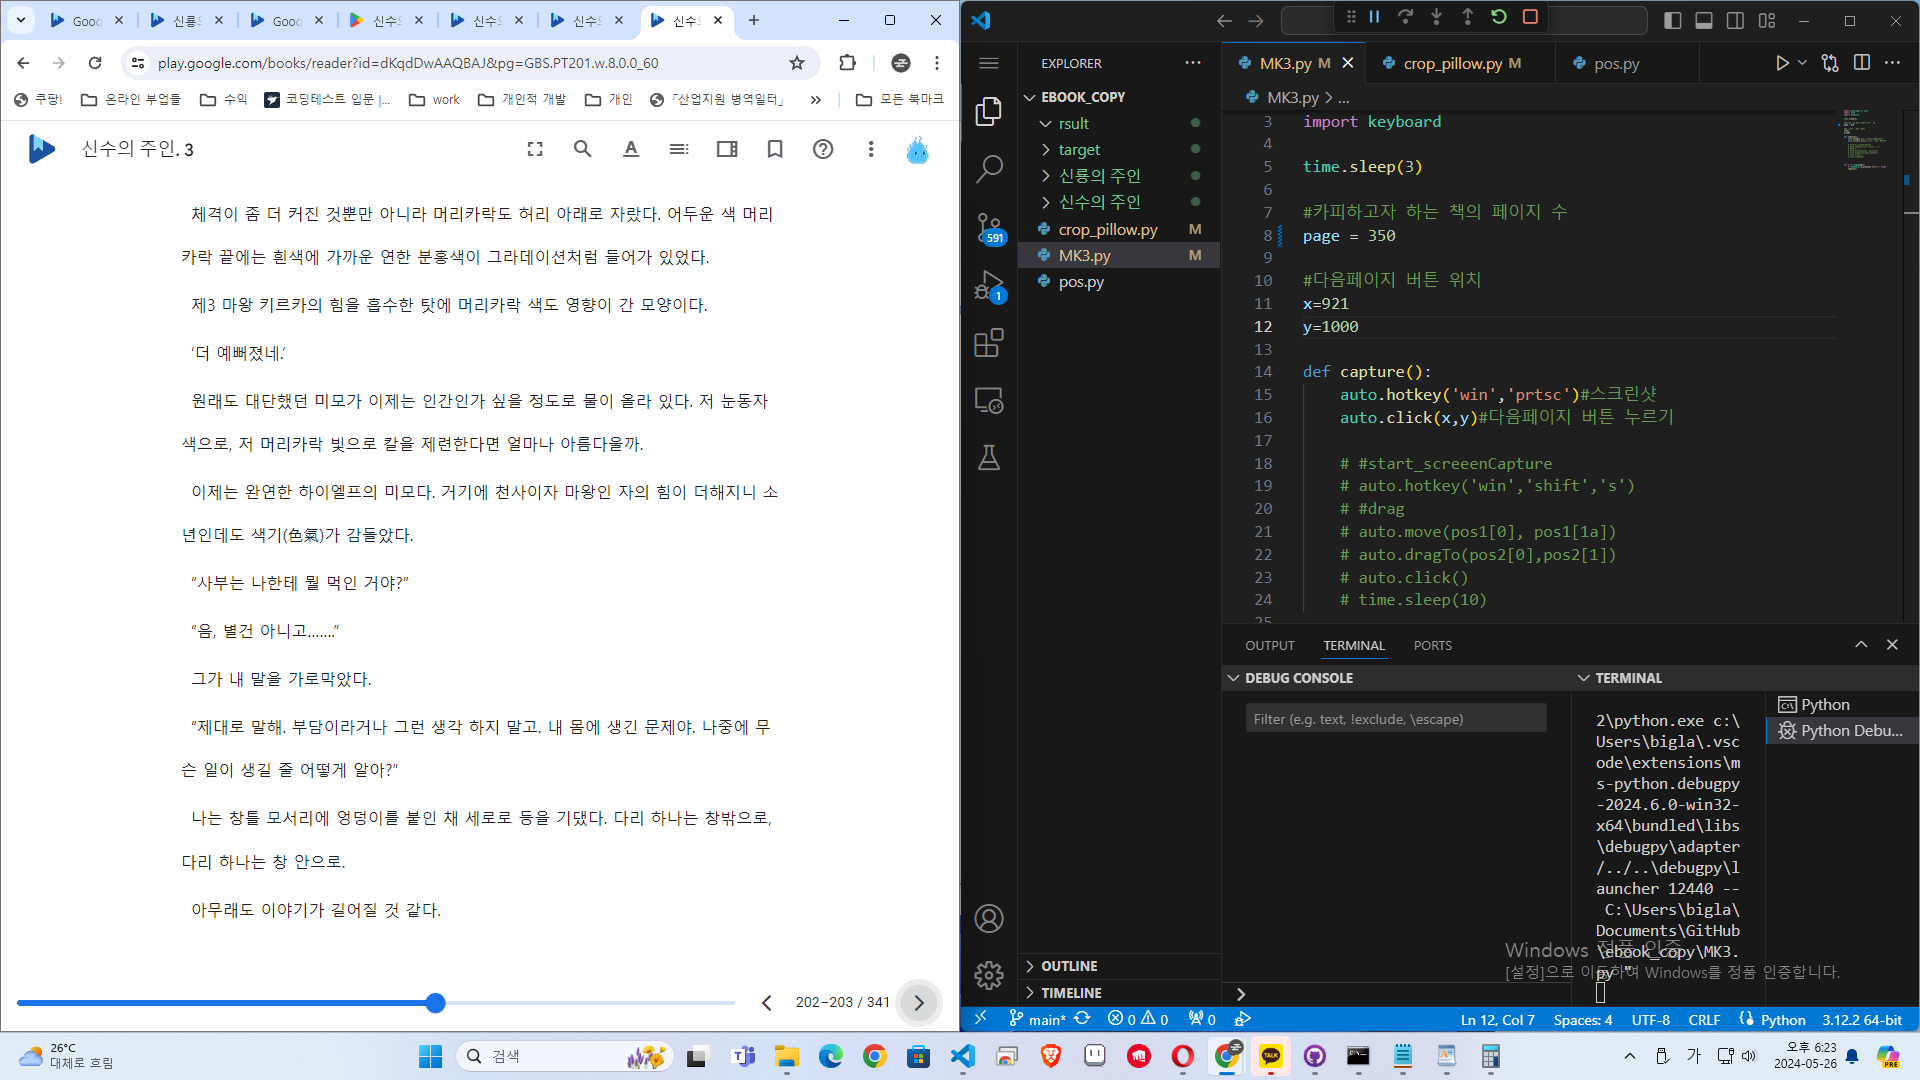 Goog
신룡의
Goog
신수의
신수의
신수의
신수의
play.google.com/books/reader?id=dKqdDwAAQBAJ&pg=GBS.PT201.w.8.0.0_60
쿠팡!
온라인 부업들
수익
코딩테스트 입문 |...
work
개인적 개발
개인
「산업지원 병역일터」
»
모든 북마크
신수의 주인. 3
체격이 좀 더 커진 것뿐만 아니라 머리카락도 허리 아래로 자랐다. 어두운 색 머리
카락 끝에는 흰색에 가까운 연한 분홍색이 그라데이션처럼 들어가 있었다.
제3 마왕 키르카의 힘을 흡수한 탓에 머리카락 색도 영향이 간 모양이다.
‘더 예뻐졌네.’
원래도 대단했던 미모가 이제는 인간인가 싶을 정도로 물이 올라 있다. 저 눈동자
색으로, 저 머리카락 빛으로 칼을 제련한다면 얼마나 아름다울까.
이제는 완연한 하이엘프의 미모다. 거기에 천사이자 마왕인 자의 힘이 더해지니 소
년인데도 색기(色氣)가 감돌았다.
“사부는 나한테 뭘 먹인 거야?”
“음, 별건 아니고…….”
그가 내 말을 가로막았다.
“제대로 말해. 부담이라거나 그런 생각 하지 말고. 내 몸에 생긴 문제야. 나중에 무
슨 일이 생길 줄 어떻게 알아?”
나는 창틀 모서리에 엉덩이를 붙인 채 세로로 등을 기댔다. 다리 하나는 창밖으로,
다리 하나는 창 안으로.
아무래도 이야기가 길어질 것 같다.
202–203 / 341
EXPLORER
EBOOK_COPY
rsult
target
신룡의 주인
신수의 주인
crop_pillow.py M
MK3.py M
pos.py
591
1
OUTLINE
TIMELINE
MK3.py M
crop_pillow.py M
pos.py
MK3.py > ...
3 import keyboard
4
5 time.sleep(3)
6
7 #카피하고자 하는 책의 페이지 수
8 page = 350
9
10 #다음페이지 버튼 위치
11 x=921
12 y=1000
13
14 def capture():
15 auto.hotkey('win','prtsc')#스크린샷
16 auto.click(x,y)#다음페이지 버튼 누르기
17
18 # #start_screeenCapture
19 # auto.hotkey('win','shift','s')
20 # #drag
21 # auto.move(pos1[0], pos1[1a])
22 # auto.dragTo(pos2[0],pos2[1])
23 # auto.click()
24 # time.sleep(10)
25
OUTPUT
TERMINAL
PORTS
DEBUG CONSOLE
Filter (e.g. text, !exclude, \escape)
TERMINAL
2\python.exe c:\
Users\bigla\.vsc
ode\extensions\m
s-python.debugpy
-2024.6.0-win32-
x64\bundled\libs
\debugpy\adapter
/../..\debugpy\l
auncher 12440 --
C:\Users\bigla\
Documents\GitHub
\ebook_copy\MK3.
py "
Python
Python Debu...
Windows 정품 인증
[설정]으로 이동하여 Windows를 정품 인증합니다.
main*
0
0
0
Ln 12, Col 7
Spaces: 4
UTF-8
CRLF
Python
3.12.2 64-bit
26°C
대체로 흐림
검색
TALK
가
오후 6:23
2024-05-26
PRE